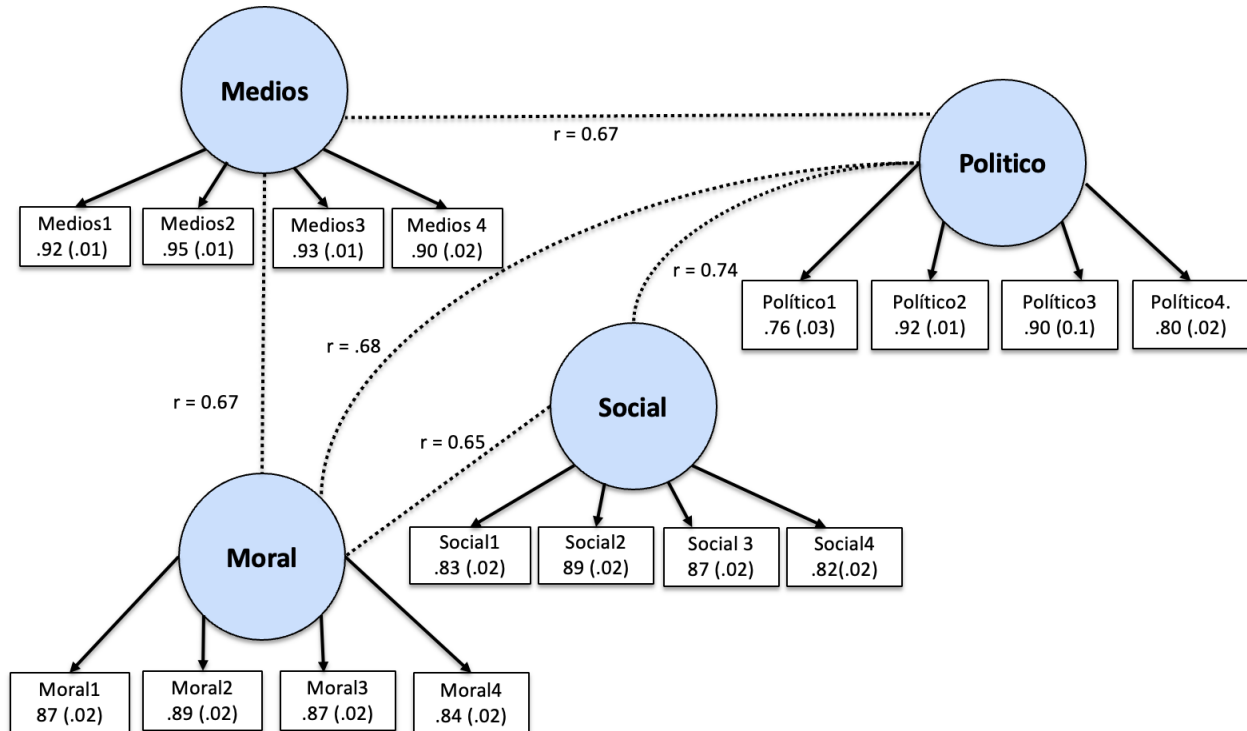 Medios
r = 0.67
Politico
Medios1
.92 (.01)
Medios2
.95 (.01)
Medios3
.93 (.01)
Medios 4
.90 (.02)
r = 0.74
Político1
.76 (.03)
Político2
.92 (.01)
Político3
.90 (0.1)
Político4.
.80 (.02)
r = .68
r = 0.67
Social
r = 0.65
Social1
.83 (.02)
Social2
89 (.02)
Social 3
87 (.02)
Social4
.82(.02)
Moral
Moral1
87 (.02)
Moral2
.89 (.02)
Moral3
.87 (.02)
Moral4
.84 (.02)